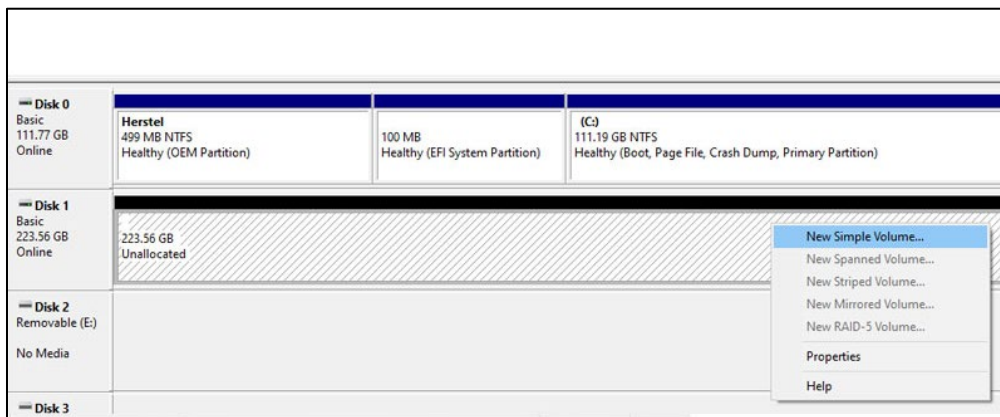 Disk 0
Basic
111.77 GB
Online
Herstel
499 MB NTFS
Healthy (OEM Partition)
100 MB
Healthy (EFI System Partition)
(C:)
111.19 GB NTFS
Healthy (Boot, Page File, Crash Dump, Primary Partition)
Disk 1
Basic
223.56 GB
Online
223.56 GB
Unallocated
New Simple Volume...
New Spanned Volume...
New Striped Volume...
New Mirrored Volume...
New RAID-5 Volume...
Properties
Help
Disk 2
Removable (E:)
No Media
Disk 3